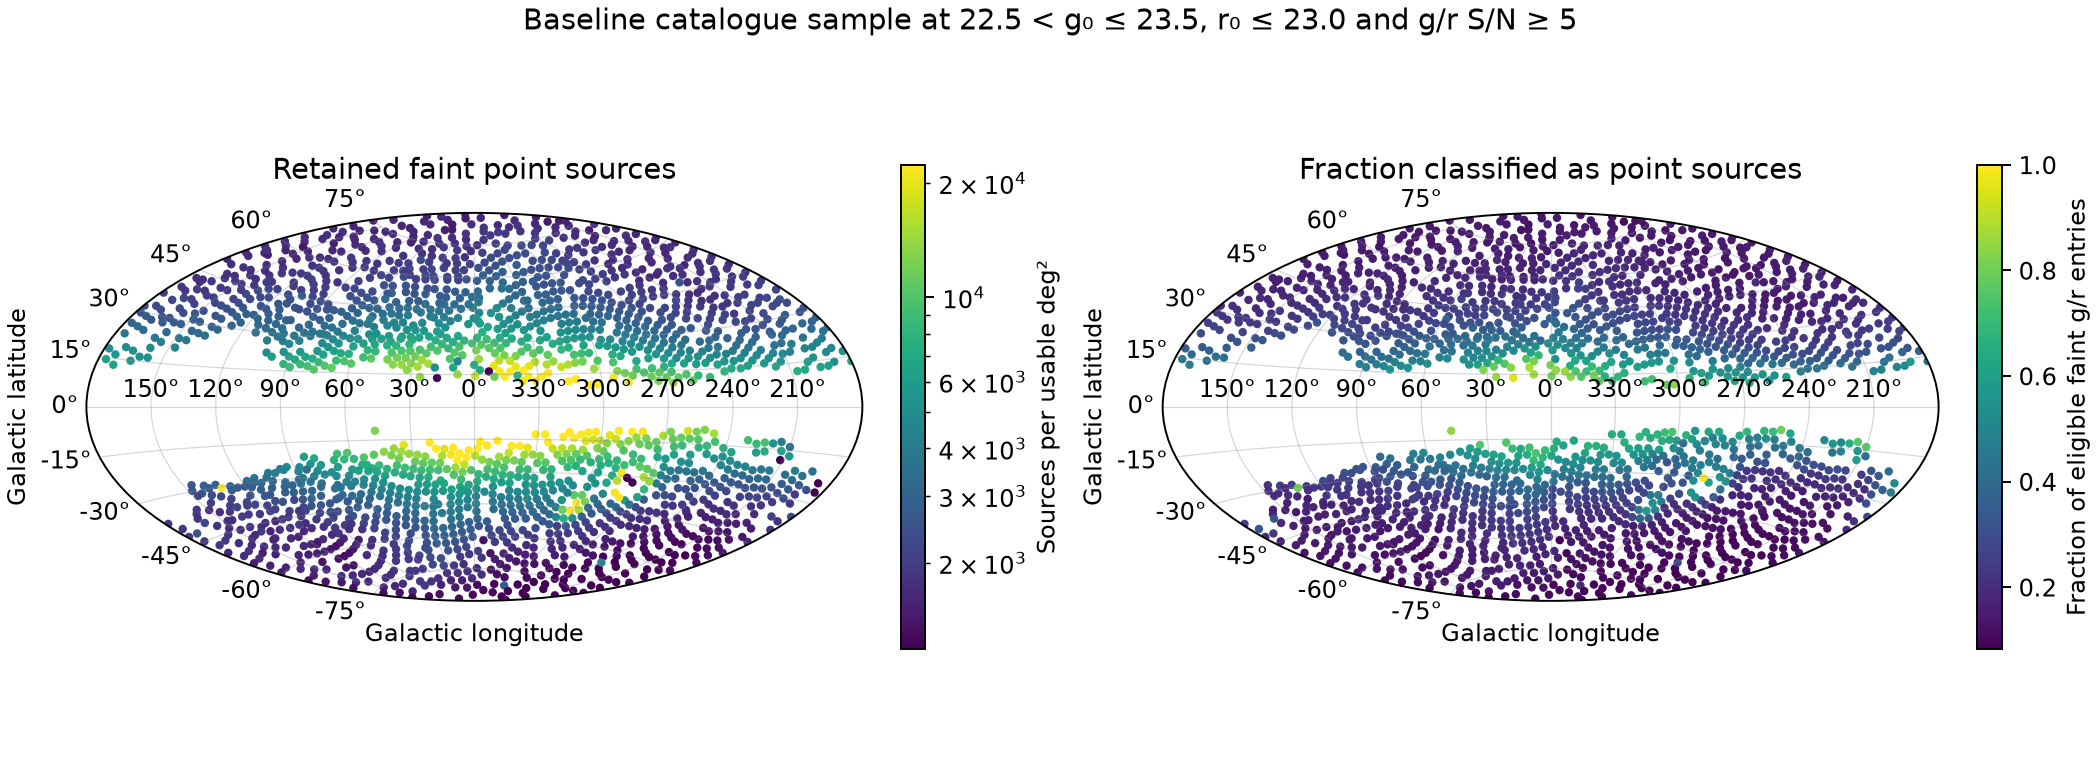 Baseline catalogue sample at 22.5 < g₀ ≤ 23.5, r₀ ≤ 23.0 and g/r S/N ≥ 5
Retained faint point sources
75°
60°
45°
30°
15°
0°
-15°
-30°
-45°
-60°
-75°
150° 120° 90° 60° 30° 0° 330° 300° 270° 240° 210°
Galactic latitude
Galactic longitude
2 × 10⁴
10⁴
6 × 10³
4 × 10³
3 × 10³
2 × 10³
Sources per usable deg²
Fraction classified as point sources
75°
60°
45°
30°
15°
0°
-15°
-30°
-45°
-60°
-75°
150° 120° 90° 60° 30° 0° 330° 300° 270° 240° 210°
Galactic latitude
Galactic longitude
1.0
0.8
0.6
0.4
0.2
Fraction of eligible faint g/r entries